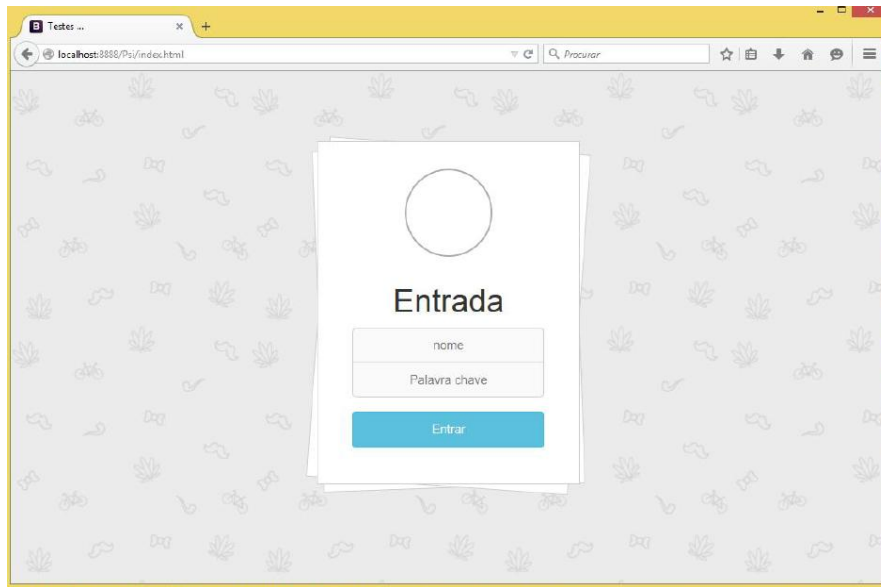 B Testes ...
localhost:8888/Psi/index.html
Procurar
Entrada
nome
Palavra chave
Entrar